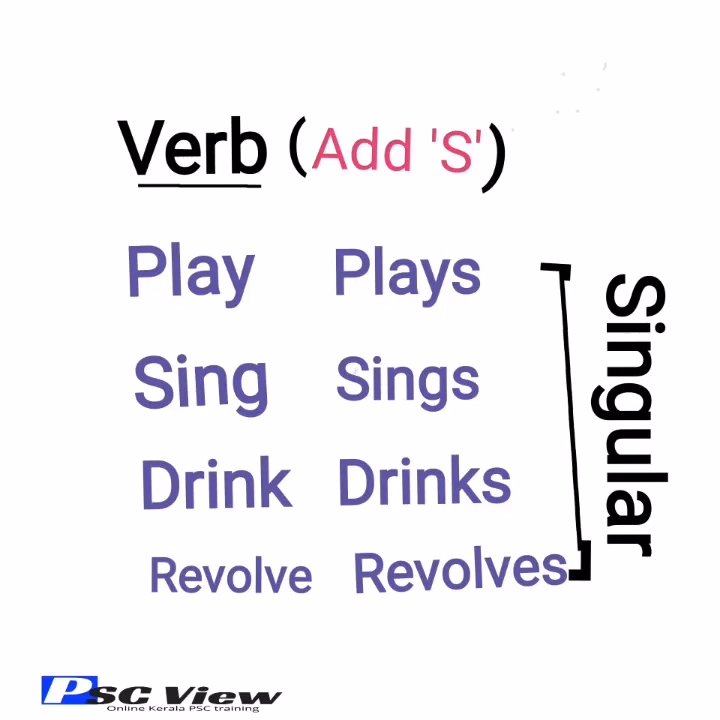 Verb (Add 'S')
Play Plays
Sing Sings
Drink Drinks
Revolve Revolves
Singular
PSC View
Online Kerala PSC training